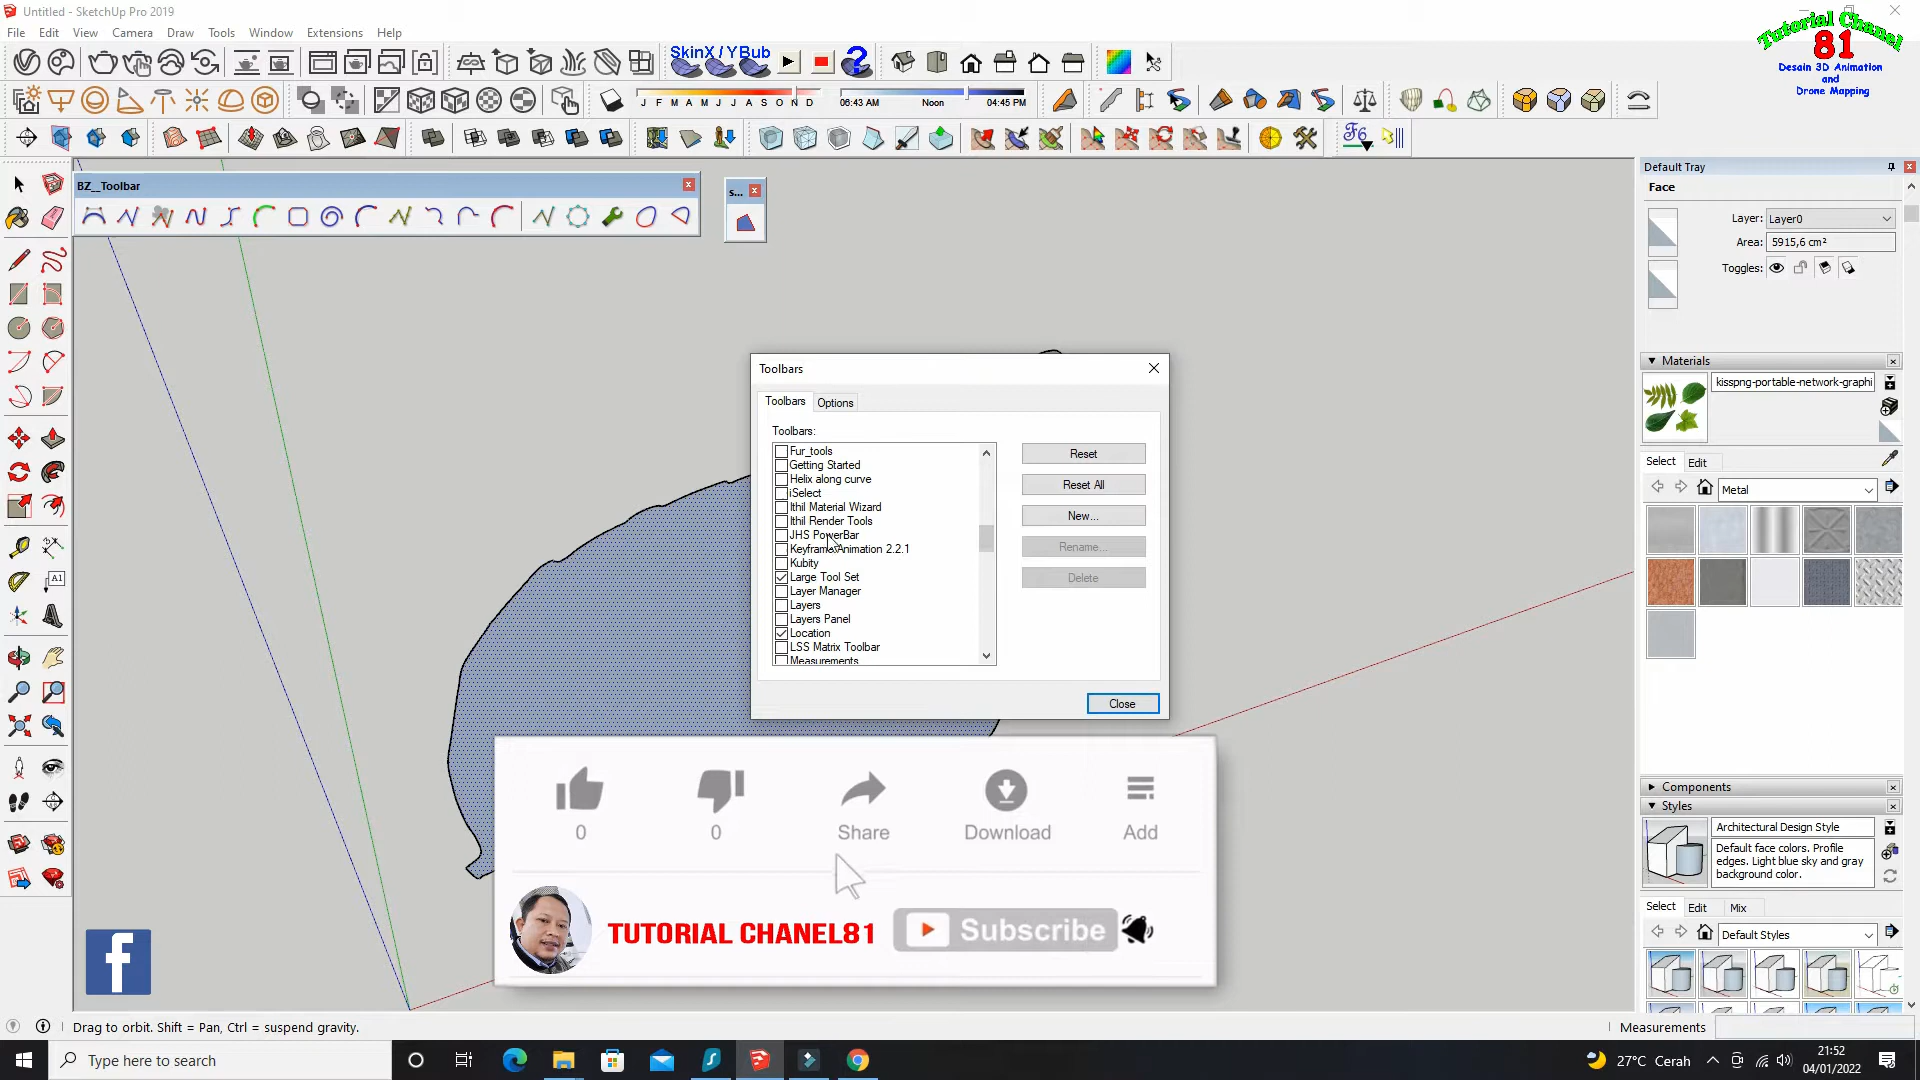 Untitled - SketchUp Pro 2019
File Edit View Camera Draw Tools Window Extensions Help
Tutorial Chanel
81
Desain 3D Animation
and
Drone Mapping
SkinX / YBub
J F M A M J J A S O N D
06:43 AM Noon 04:45 PM
BZ__Toolbar
s...
Default Tray
Face
Layer: Layer0
Area: 5915,6 cm²
Toggles:
Materials
kisspng-portable-network-graphi
Select Edit
Metal
Toolbars
Toolbars Options
Toolbars:
Fur_tools
Getting Started
Helix along curve
iSelect
Ithil Material Wizard
Ithil Render Tools
JHS PowerBar
Keyframe Animation 2.2.1
Kubity
Large Tool Set
Layer Manager
Layers
Layers Panel
Location
LSS Matrix Toolbar
Measurements
Reset
Reset All
New...
Rename...
Delete
Close
A1
0 0 Share Download Add
TUTORIAL CHANEL81 Subscribe
Components
Styles
Architectural Design Style
Default face colors. Profile
edges. Light blue sky and gray
background color.
Select Edit Mix
Default Styles
Drag to orbit. Shift = Pan, Ctrl = suspend gravity.
Measurements
Type here to search
27°C Cerah
21:52
04/01/2022